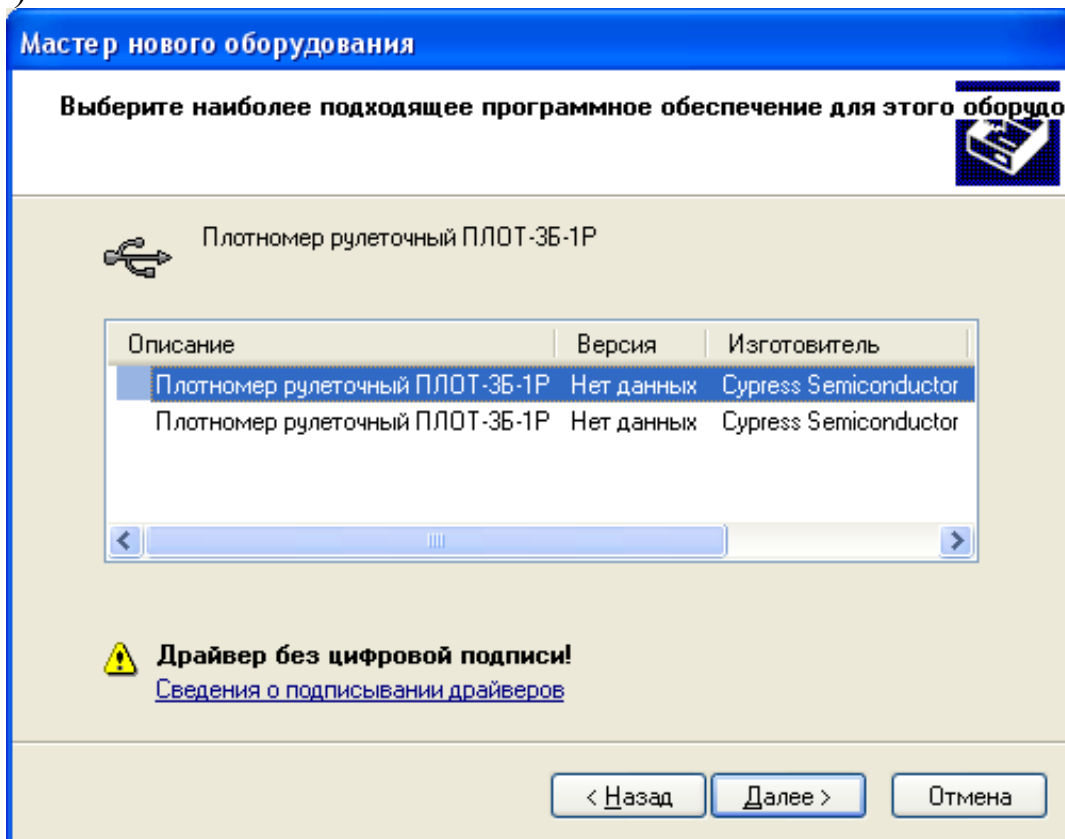 )
Мастер нового оборудования
Выберите наиболее подходящее программное обеспечение для этого оборудо
Плотномер рулеточный ПЛОТ-3Б-1Р
Описание Версия Изготовитель
Плотномер рулеточный ПЛОТ-3Б-1Р Нет данных Cypress Semiconductor
Плотномер рулеточный ПЛОТ-3Б-1Р Нет данных Cypress Semiconductor
Драйвер без цифровой подписи!
Сведения о подписывании драйверов
< Назад Далее > Отмена